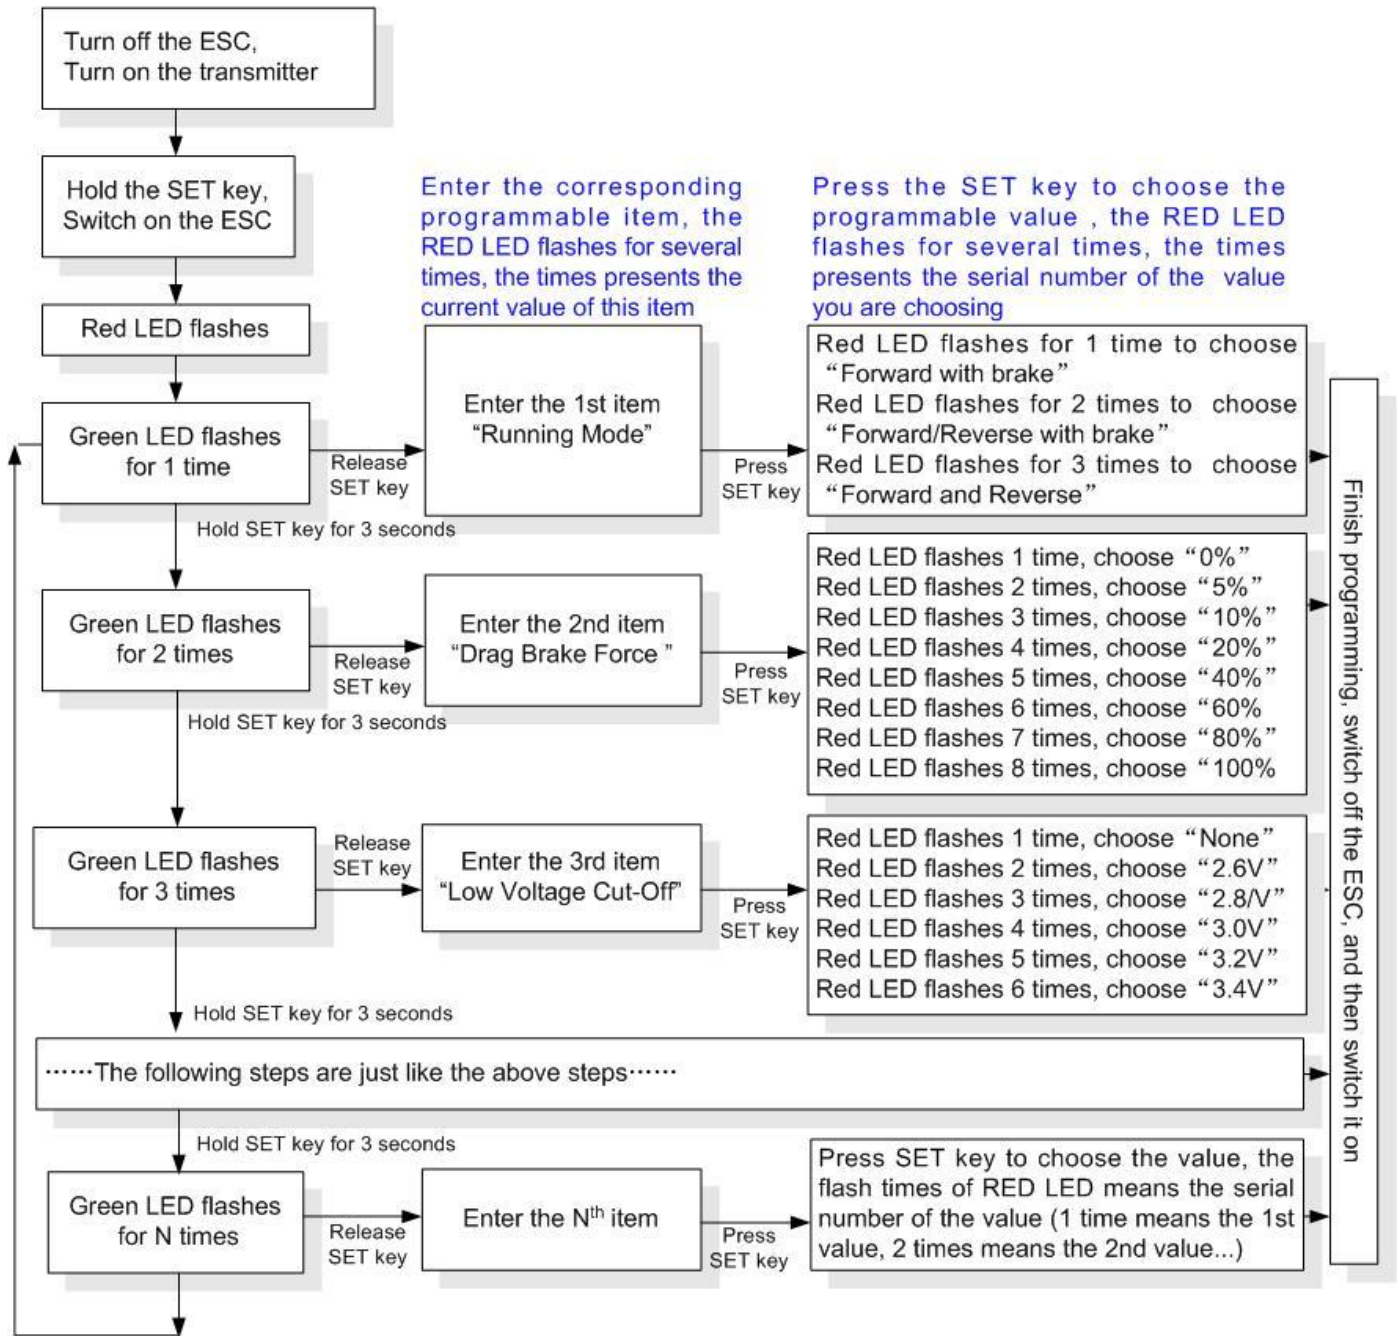 Turn off the ESC,
Turn on the transmitter
Hold the SET key,
Switch on the ESC
Red LED flashes
Enter the corresponding
programmable item, the
RED LED flashes for several
times, the times presents the
current value of this item
Press the SET key to choose the
programmable value , the RED LED
flashes for several times, the times
presents the serial number of the value
you are choosing
Green LED flashes
for 1 time
Release
SET key
Enter the 1st item
“Running Mode”
Press
SET key
Red LED flashes for 1 time to choose
“Forward with brake”
Red LED flashes for 2 times to choose
“Forward/Reverse with brake”
Red LED flashes for 3 times to choose
“Forward and Reverse”
Hold SET key for 3 seconds
Green LED flashes
for 2 times
Release
SET key
Enter the 2nd item
“Drag Brake Force ”
Press
SET key
Red LED flashes 1 time, choose “0%”
Red LED flashes 2 times, choose “5%”
Red LED flashes 3 times, choose “10%”
Red LED flashes 4 times, choose “20%”
Red LED flashes 5 times, choose “40%”
Red LED flashes 6 times, choose “60%
Red LED flashes 7 times, choose “80%”
Red LED flashes 8 times, choose “100%
Hold SET key for 3 seconds
Green LED flashes
for 3 times
Release
SET key
Enter the 3rd item
“Low Voltage Cut-Off”
Press
SET key
Red LED flashes 1 time, choose “None”
Red LED flashes 2 times, choose “2.6V”
Red LED flashes 3 times, choose “2.8/V”
Red LED flashes 4 times, choose “3.0V”
Red LED flashes 5 times, choose “3.2V”
Red LED flashes 6 times, choose “3.4V”
Hold SET key for 3 seconds
······The following steps are just like the above steps······
Hold SET key for 3 seconds
Green LED flashes
for N times
Release
SET key
Enter the Nth item
Press
SET key
Press SET key to choose the value, the
flash times of RED LED means the serial
number of the value (1 time means the 1st
value, 2 times means the 2nd value...)
Finish programming, switch off the ESC, and then switch it on